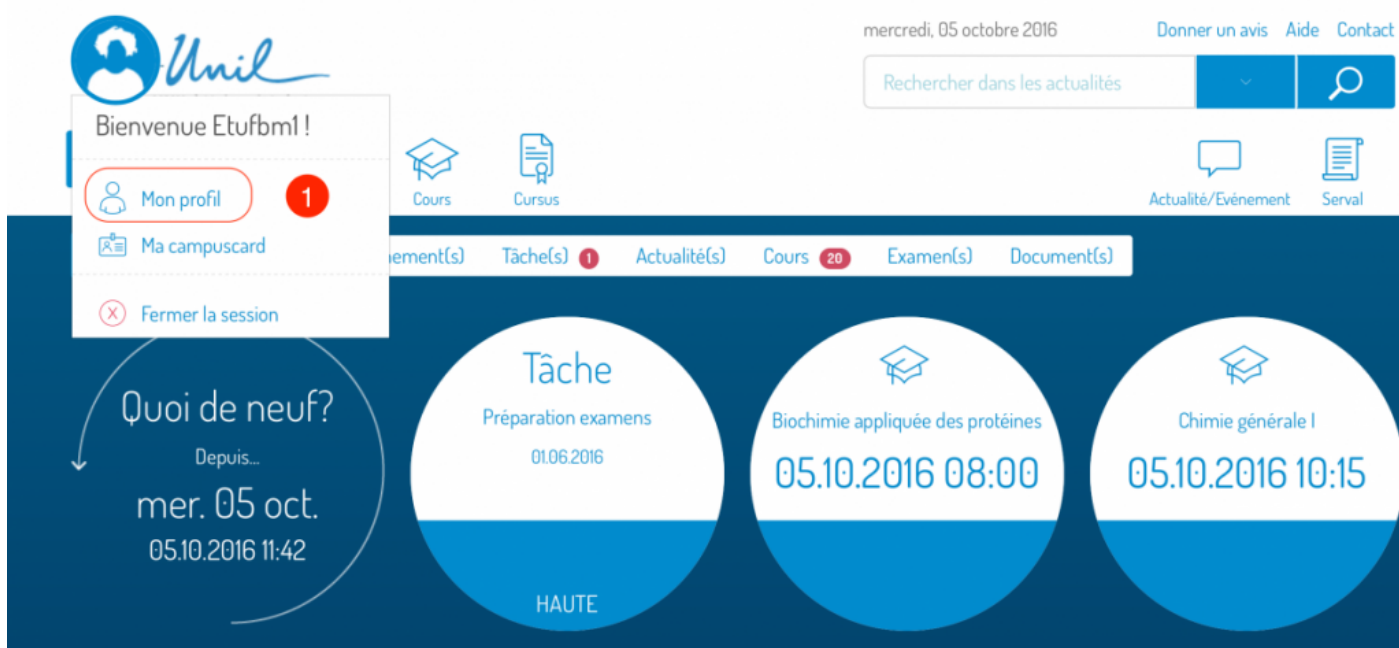 Unil
mercredi, 05 octobre 2016
Donner un avis Aide Contact
Rechercher dans les actualités
Bienvenue Etufbm1 !
Mon profil
1
Ma campuscard
Fermer la session
Cours
Cursus
Actualité/Evénement
Serval
ement(s)
Tâche(s) 1
Actualité(s)
Cours 20
Examen(s)
Document(s)
Quoi de neuf?
Depuis...
mer. 05 oct.
05.10.2016 11:42
Tâche
Préparation examens
01.06.2016
HAUTE
Biochimie appliquée des protéines
05.10.2016 08:00
Chimie générale I
05.10.2016 10:15